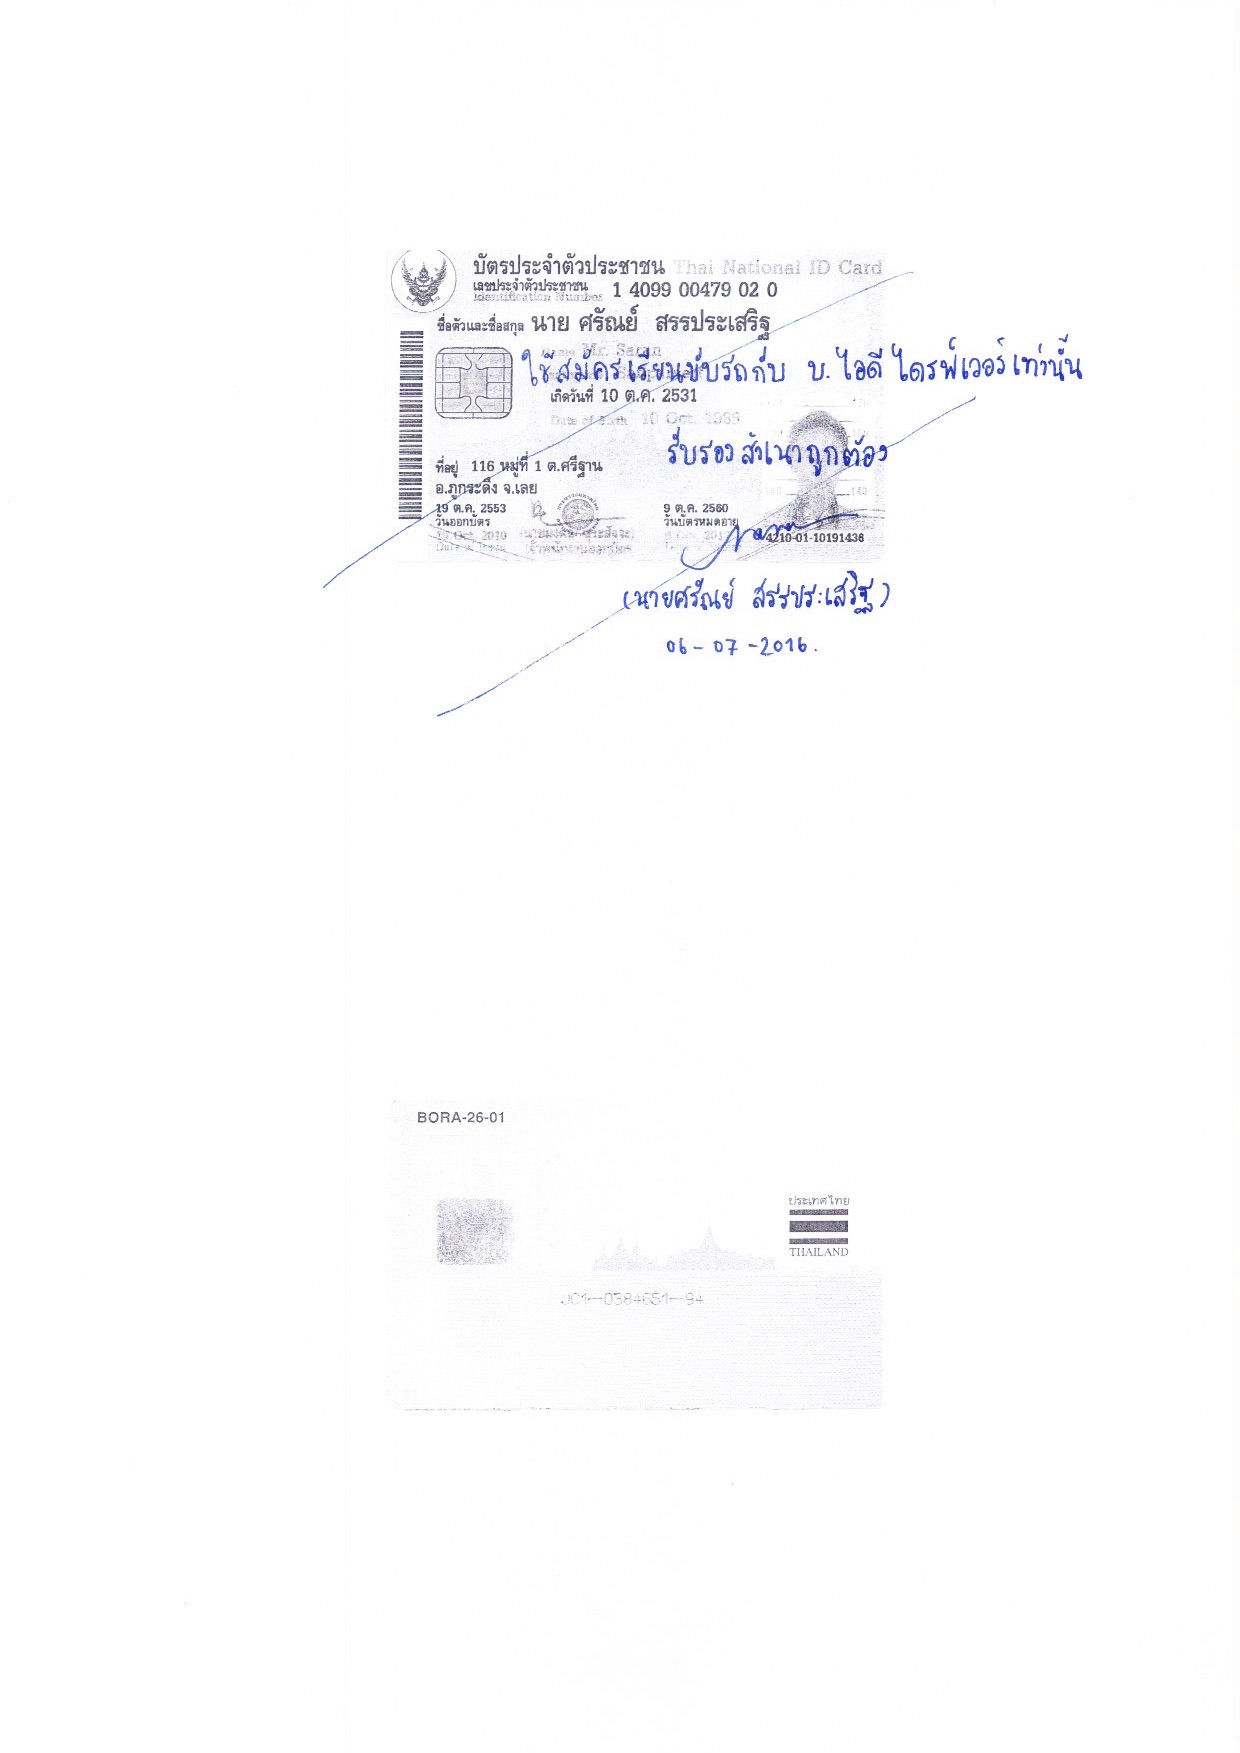 บัตรประจำตัวประชาชน Thai National ID Card
เลขประจำตัวประชาชน 1 4099 00479 02 0
Identification Number
ชื่อตัวและชื่อสกุล นาย ศรัณย์ สรรประเสริฐ
Name Mr. Saran
ใช้สมัครเรียนขับรถกับ บ. ไอดี ไดรฟ์เวอร์ เท่านั้น
เกิดวันที่ 10 ต.ค. 2531
Date of Birth 10 Oct. 1988
รับรองสำเนาถูกต้อง
ที่อยู่ 116 หมู่ที่ 1 ต.ศรีฐาน
อ.ภูกระดึง จ.เลย
19 ต.ค. 2553
วันออกบัตร
9 ต.ค. 2560
วันบัตรหมดอายุ
เจ้าพนักงานออกบัตร
4210-01-10191436
(นายศรัณย์ สรรประเสริฐ)
06-07-2016.
BORA-26-01
ประเทศไทย
THAILAND
JC1-0384651-94